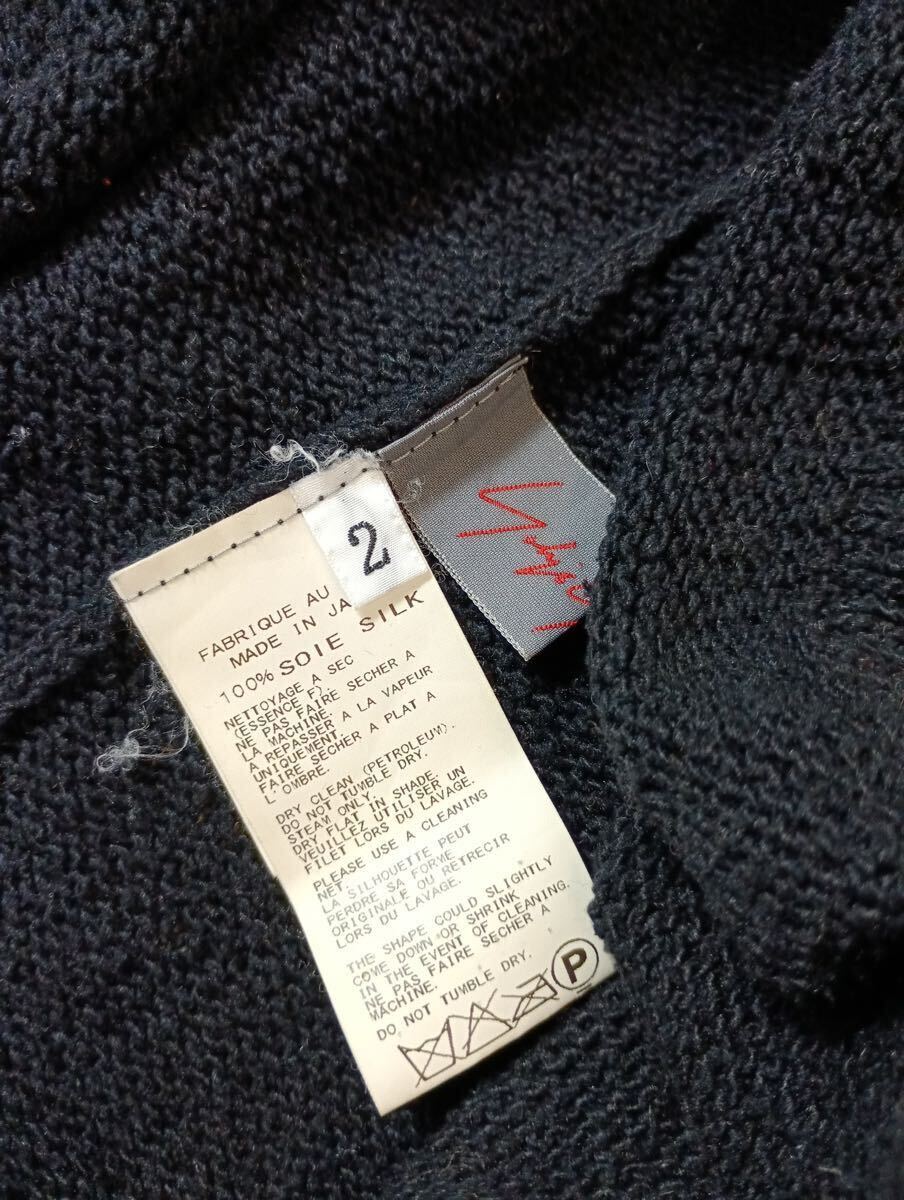 2
FABRIQUE AU
MADE IN JA
100% SOIE SILK
NETTOYAGE A SEC
(ESSENCE F)
NE PAS FAIRE SECHER A
LA MACHINE.
A REPASSER A LA VAPEUR
UNIQUEMENT.
FAIRE SECHER A PLAT A
L'OMBRE.
DRY CLEAN (PETROLEUM).
DO NOT TUMBLE DRY.
STEAM ONLY.
DRY FLAT IN SHADE.
VEUILLEZ UTILISER UN
FILET LORS DU LAVAGE.
PLEASE USE A CLEANING
NET.
LA SILHOUETTE PEUT
PERDRE SA FORME
ORIGINALE OU RETRECIR
LORS DU LAVAGE.
THE SHAPE COULD SLIGHTLY
COME DOWN OR SHRINK
IN THE EVENT OF CLEANING.
NE PAS FAIRE SECHER A
MACHINE.
DO NOT TUMBLE DRY.
P